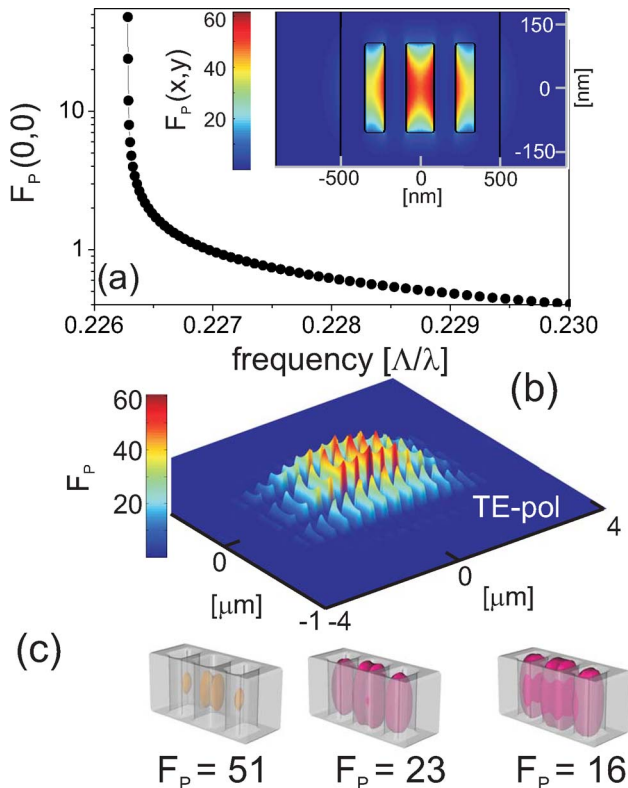 60
40
20
F_P(x,y)
150
0
-150
[nm]
-500 0 500
[nm]
10
1
F_P(0,0)
(a)
0.226 0.227 0.228 0.229 0.230
frequency [Λ/λ]
(b)
60
40
20
F_P
TE-pol
4
0
0
[μm]
[μm]
-1 -4
(c)
F_P = 51 F_P = 23 F_P = 16